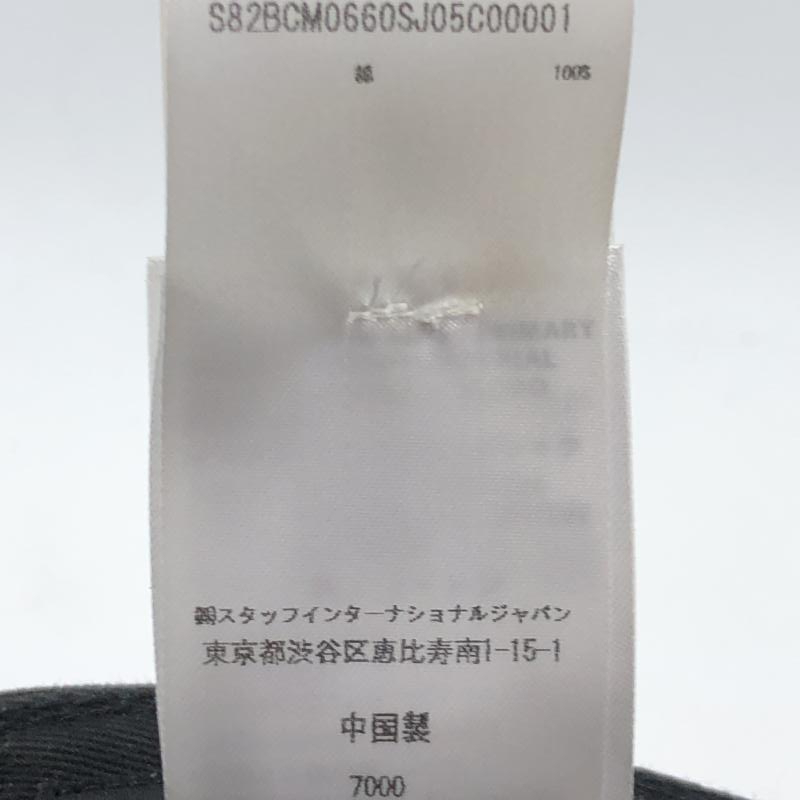 S82BCM0660SJ05C00001
綿 100%
㈱スタッフインターナショナルジャパン
東京都渋谷区恵比寿南1-15-1
中国製
7000